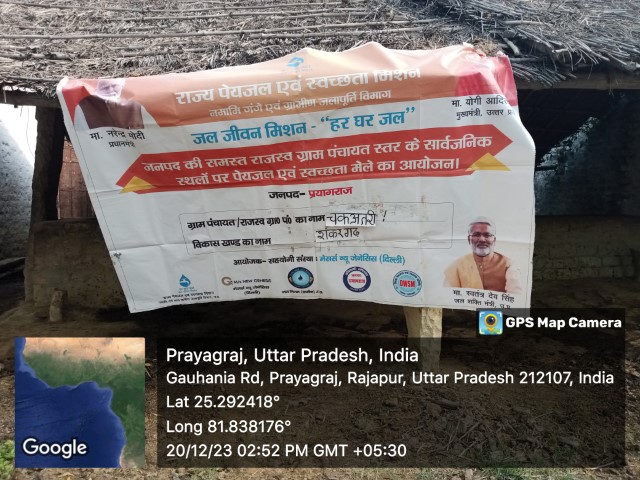 राज्य पेयजल एवं स्वच्छता मिशन
नमामि गंगे एवं ग्रामीण जलापूर्ति विभाग
जल जीवन मिशन - "हर घर जल"
मा. नरेन्द्र मोदी
प्रधानमंत्री
मा. योगी आदि
मुख्यमंत्री, उत्तर प्र
जनपद की समस्त राजस्व ग्राम पंचायत स्तर के सार्वजनिक
स्थलों पर पेयजल एवं स्वच्छता मेले का आयोजन।
जनपद- प्रयागराज
ग्राम पंचायत/राजस्व ग्रा० पं० का नाम चकअतरी!
विकास खण्ड का नाम शंकरगढ़
आयो०- सहयोगी संस्था : मेसर्स न्यू जेनेसिस (दिल्ली)
मा. स्वतंत्र देव सिंह
जल शक्ति मंत्री, उ.प्र.
DWSM
GPS Map Camera
Prayagraj, Uttar Pradesh, India
Gauhania Rd, Prayagraj, Rajapur, Uttar Pradesh 212107, India
Lat 25.292418°
Long 81.838176°
20/12/23 02:52 PM GMT +05:30
Google